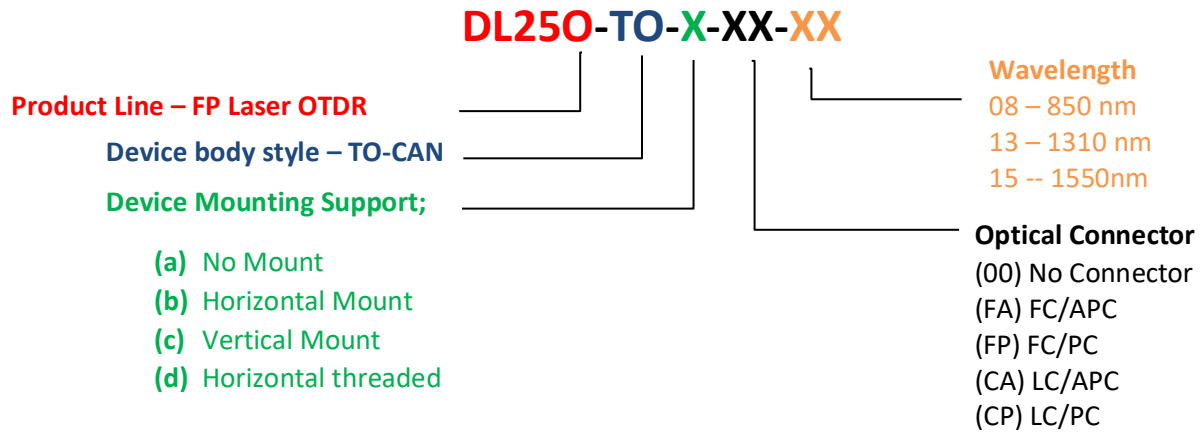 DL25O-TO-X-XX-XX
Product Line – FP Laser OTDR
Device body style – TO-CAN
Device Mounting Support;
(a) No Mount
(b) Horizontal Mount
(c) Vertical Mount
(d) Horizontal threaded
Wavelength
08 – 850 nm
13 – 1310 nm
15 -- 1550nm
Optical Connector
(00) No Connector
(FA) FC/APC
(FP) FC/PC
(CA) LC/APC
(CP) LC/PC